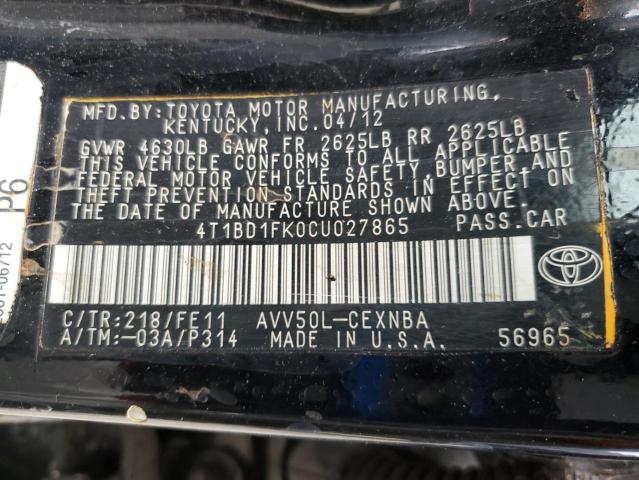 MFD. BY: TOYOTA MOTOR MANUFACTURING,
KENTUCKY, INC. 04/12
GVWR 4630LB GAWR FR 2625LB RR 2625LB
THIS VEHICLE CONFORMS TO ALL APPLICABLE
FEDERAL MOTOR VEHICLE SAFETY, BUMPER AND
THEFT PREVENTION STANDARDS IN EFFECT ON
THE DATE OF MANUFACTURE SHOWN ABOVE.
4T1BD1FK0CU027865 PASS. CAR
C/TR: 218/FE11 AVV50L-CEXNBA
A/TM: -03A/P314 MADE IN U.S.A. 56965
P6